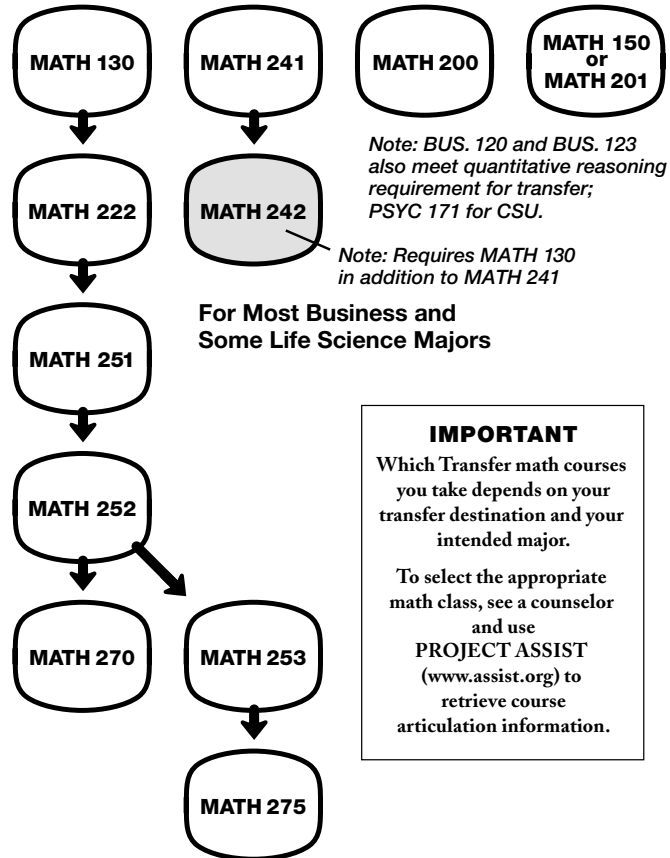 MATH 130
MATH 241
MATH 200
MATH 150
or
MATH 201
Note: BUS. 120 and BUS. 123
also meet quantitative reasoning
requirement for transfer;
PSYC 171 for CSU.
MATH 222
MATH 242
Note: Requires MATH 130
in addition to MATH 241
For Most Business and
Some Life Science Majors
MATH 251
MATH 252
MATH 270
MATH 253
MATH 275
IMPORTANT
Which Transfer math courses
you take depends on your
transfer destination and your
intended major.
To select the appropriate
math class, see a counselor
and use
PROJECT ASSIST
(www.assist.org) to
retrieve course
articulation information.